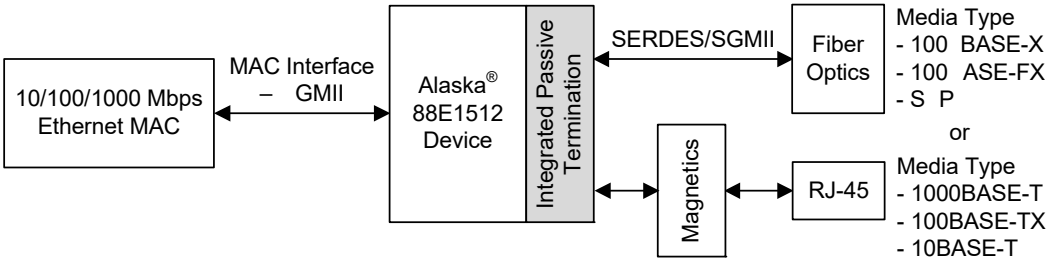 10/100/1000 Mbps
Ethernet MAC
MAC Interface
– GMII
Alaska®
88E1512
Device
Integrated Passive
Termination
SERDES/SGMII
Fiber
Optics
Media Type
- 100 BASE-X
- 100 ASE-FX
- S P
or
Magnetics
RJ-45
Media Type
- 1000BASE-T
- 100BASE-TX
- 10BASE-T